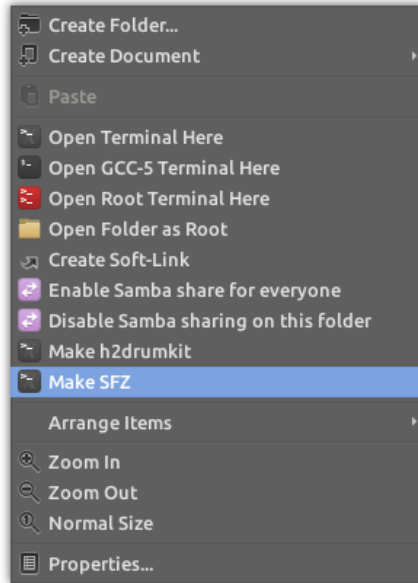 Create Folder...
Create Document
Paste
Open Terminal Here
Open GCC-5 Terminal Here
Open Root Terminal Here
Open Folder as Root
Create Soft-Link
Enable Samba share for everyone
Disable Samba sharing on this folder
Make h2drumkit
Make SFZ
Arrange Items
Zoom In
Zoom Out
Normal Size
Properties...